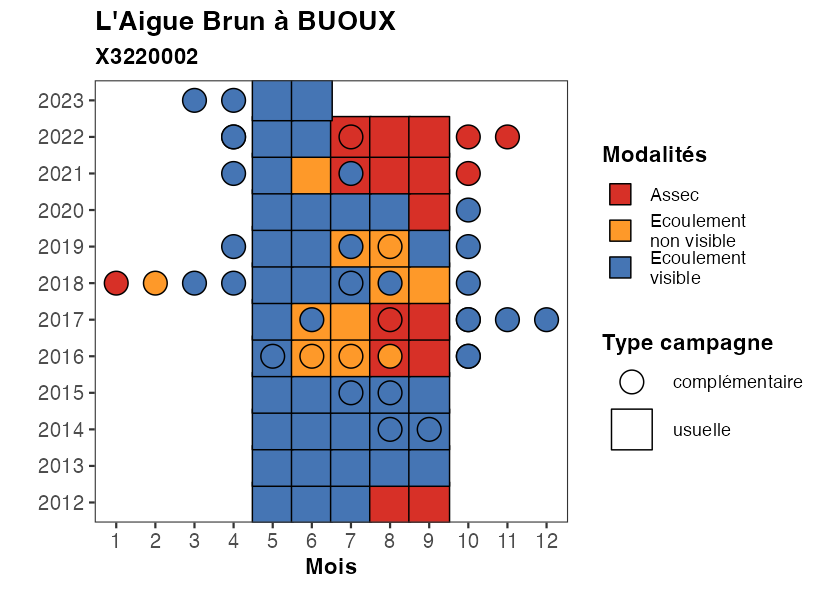 L'Aigue Brun à BUOUX
X3220002
2023
2022
2021
2020
2019
2018
2017
2016
2015
2014
2013
2012
1 2 3 4 5 6 7 8 9 10 11 12
Mois
Modalités
Assec
Ecoulement
non visible
Ecoulement
visible
Type campagne
complémentaire
usuelle